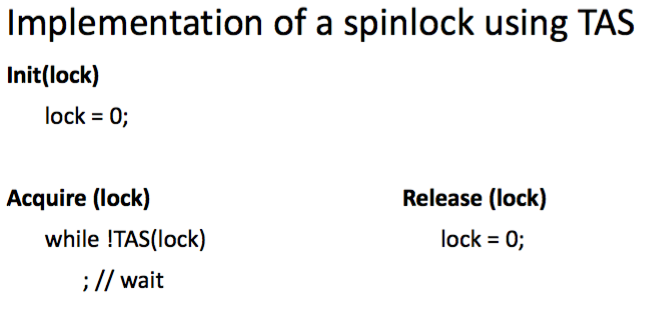 Implementation of a spinlock using TAS
Init(lock)
lock = 0;
Acquire (lock)
while !TAS(lock)
; // wait
Release (lock)
lock = 0;